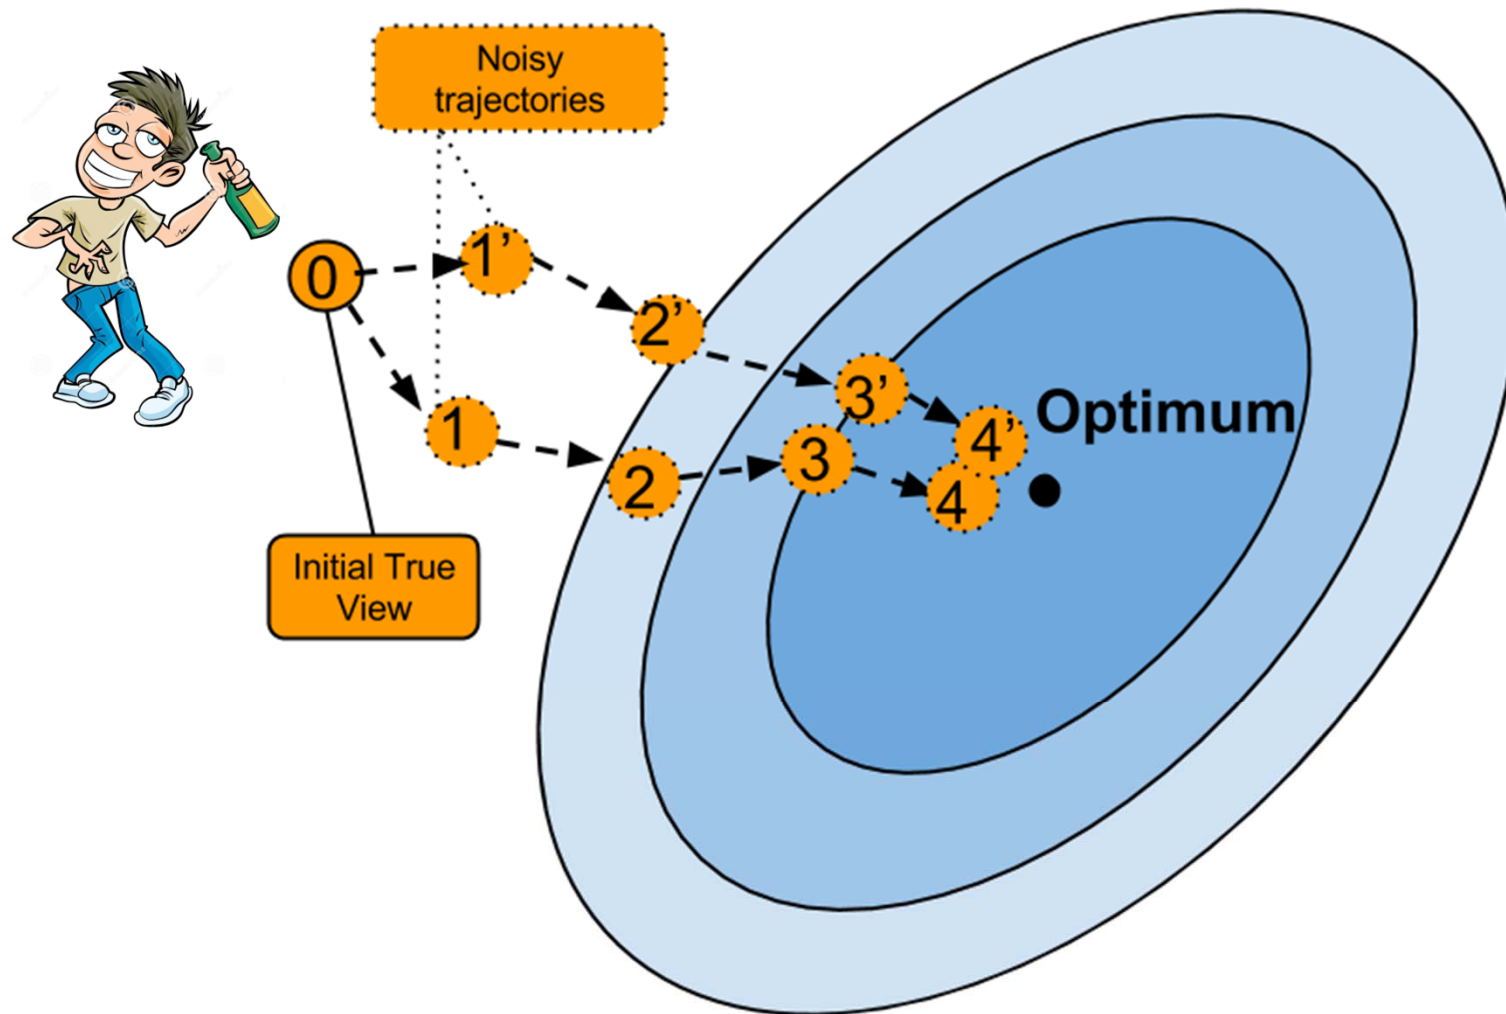 Noisy
trajectories
0
1’
2’
3’
4’
1
2
3
4
Optimum
Initial True
View